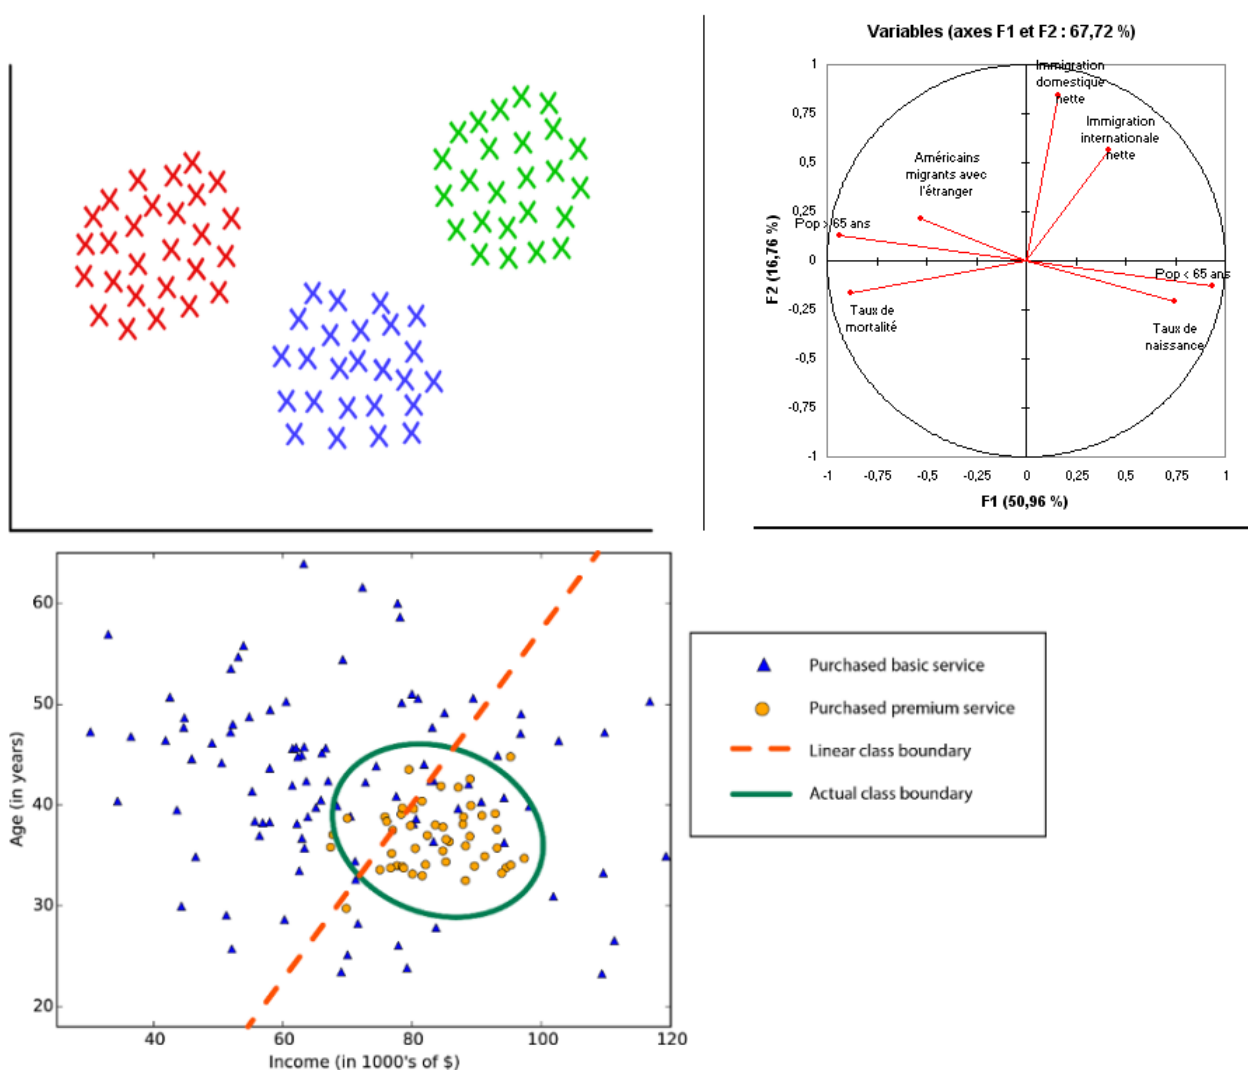 Variables (axes F1 et F2 : 67,72 %)
1
0,75
0,5
0,25
0
-0,25
-0,5
-0,75
-1
F2 (16,76 %)
Immigration
domestique
nette
Immigration
internationale
nette
Américains
migrants avec
l'étranger
Pop > 65 ans
Pop < 65 ans
Taux de
mortalité
Taux de
naissance
-1 -0,75 -0,5 -0,25 0 0,25 0,5 0,75 1
F1 (50,96 %)
60
50
40
30
20
Age (in years)
40 60 80 100 120
Income (in 1000's of $)
Purchased basic service
Purchased premium service
Linear class boundary
Actual class boundary